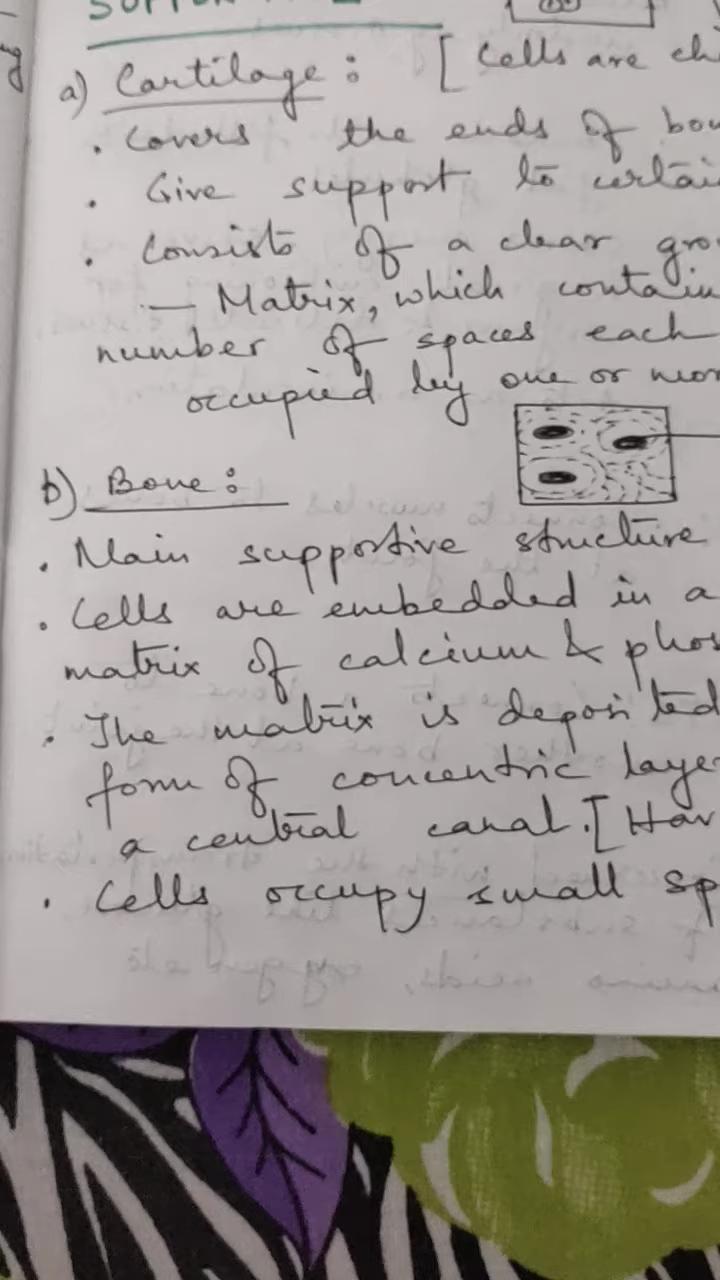 a) Cartilage : [ Cells are
. Covers the ends of
. Give support to
. Consists of a clear
— Matrix, which
number of spaces each
occupied by one or
b) Bone :
. Main supportive structure
. Cells are embedded in a
matrix of calcium &
. The matrix is deposited
form of concentric
a central canal. [
. Cells occupy small